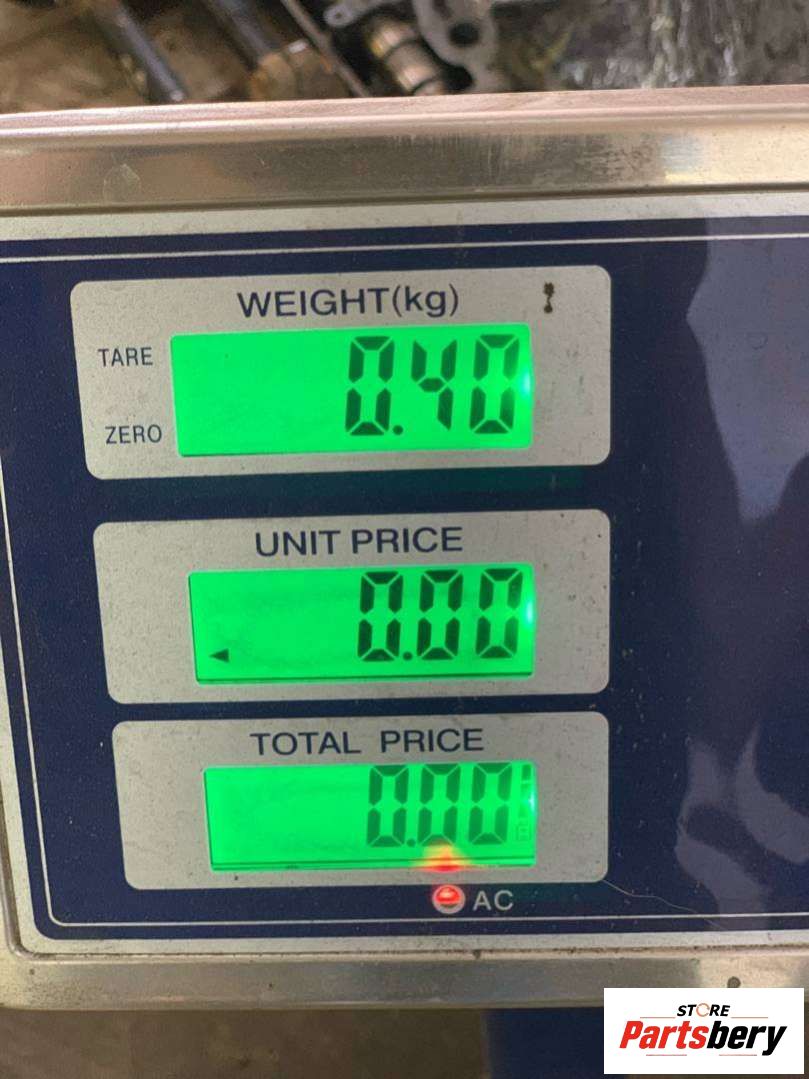 WEIGHT(kg)
TARE
0.40
ZERO
UNIT PRICE
0.00
TOTAL PRICE
0.00
AC
STORE
Partsbery